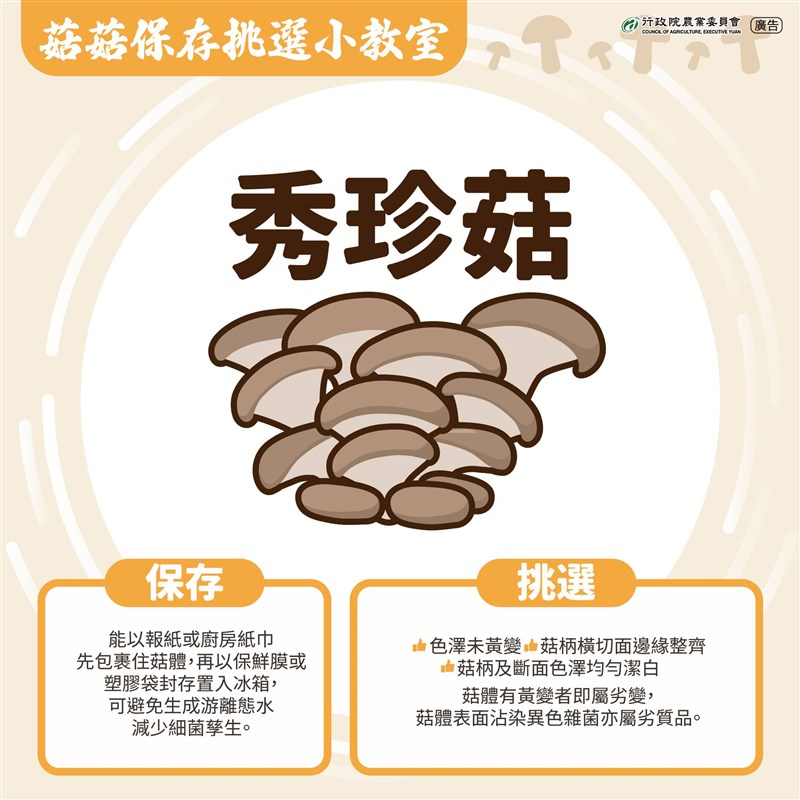 菇菇保存挑選小教室
行政院農業委員會
COUNCIL OF AGRICULTURE, EXECUTIVE YUAN
廣告
秀珍菇
保存
能以報紙或廚房紙巾
先包裹住菇體，再以保鮮膜或
塑膠袋封存置入冰箱，
可避免生成游離態水
減少細菌孳生。
挑選
色澤未黃變 菇柄橫切面邊緣整齊
菇柄及斷面色澤均勻潔白
菇體有黃變者即屬劣變，
菇體表面沾染異色雜菌亦屬劣質品。